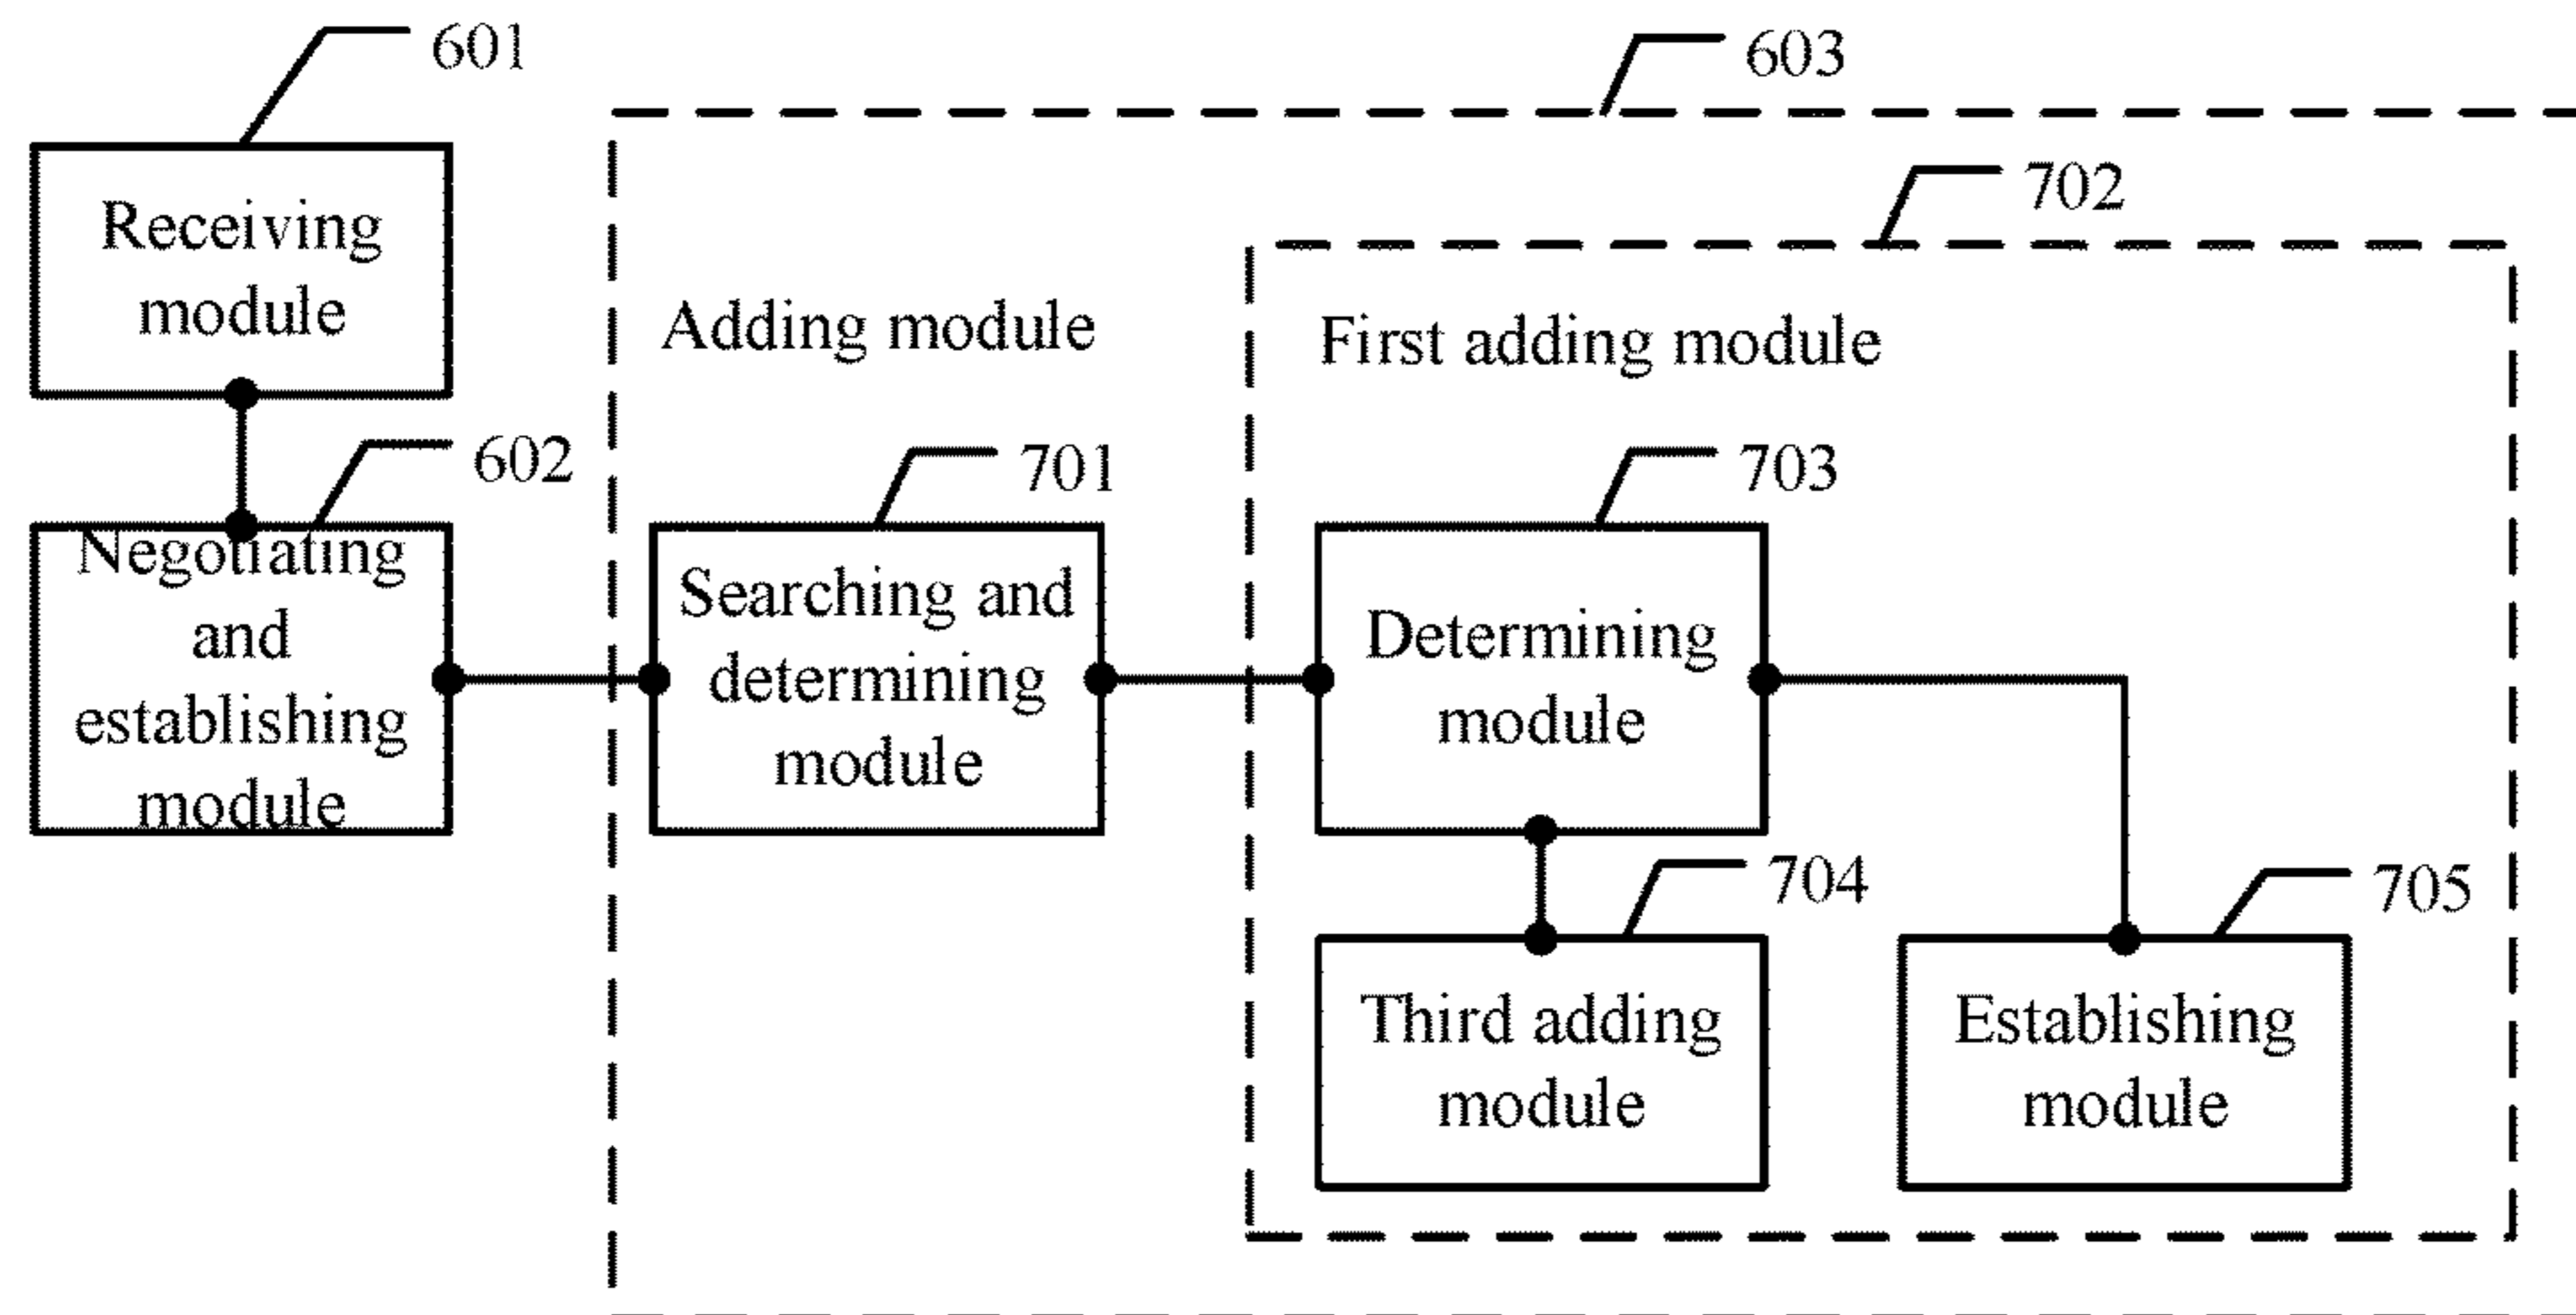 601
603
702
Receiving
module
Adding module
First adding module
602
701
703
Negotiating
and
establishing
module
Searching and
determining
module
Determining
module
704
705
Third adding
module
Establishing
module